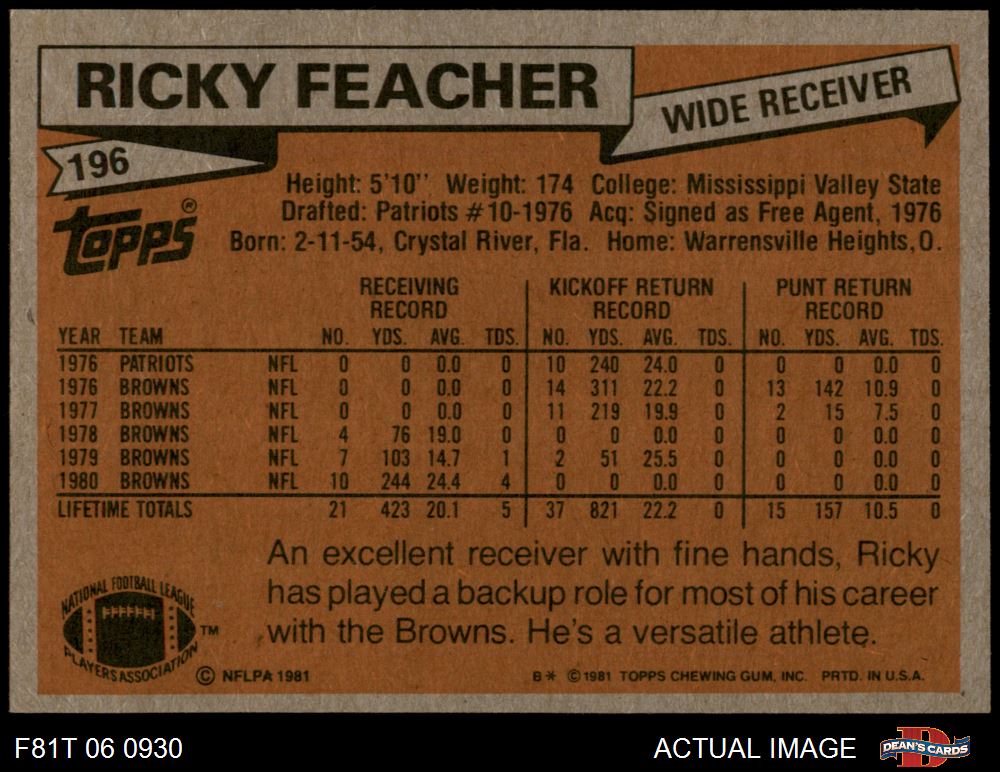 RICKY FEACHER
WIDE RECEIVER
196
topps®
Height: 5'10'' Weight: 174 College: Mississippi Valley State
Drafted: Patriots #10-1976 Acq: Signed as Free Agent, 1976
Born: 2-11-54, Crystal River, Fla. Home: Warrensville Heights, O.
RECEIVING RECORD KICKOFF RETURN RECORD PUNT RETURN RECORD
YEAR TEAM NO. YDS. AVG. TDS. NO. YDS. AVG. TDS. NO. YDS. AVG. TDS.
1976 PATRIOTS NFL 0 0 0.0 0 10 240 24.0 0 0 0 0.0 0
1976 BROWNS NFL 0 0 0.0 0 14 311 22.2 0 13 142 10.9 0
1977 BROWNS NFL 0 0 0.0 0 11 219 19.9 0 2 15 7.5 0
1978 BROWNS NFL 4 76 19.0 0 0 0 0.0 0 0 0 0.0 0
1979 BROWNS NFL 7 103 14.7 1 2 51 25.5 0 0 0 0.0 0
1980 BROWNS NFL 10 244 24.4 4 0 0 0.0 0 0 0 0.0 0
LIFETIME TOTALS 21 423 20.1 5 37 821 22.2 0 15 157 10.5 0
An excellent receiver with fine hands, Ricky
has played a backup role for most of his career
with the Browns. He's a versatile athlete.
NATIONAL FOOTBALL LEAGUE
PLAYERS ASSOCIATION
TM
© NFLPA 1981
B* © 1981 TOPPS CHEWING GUM, INC. PRTD. IN U.S.A.
F81T 06 0930
ACTUAL IMAGE
D
DEAN'S CARDS